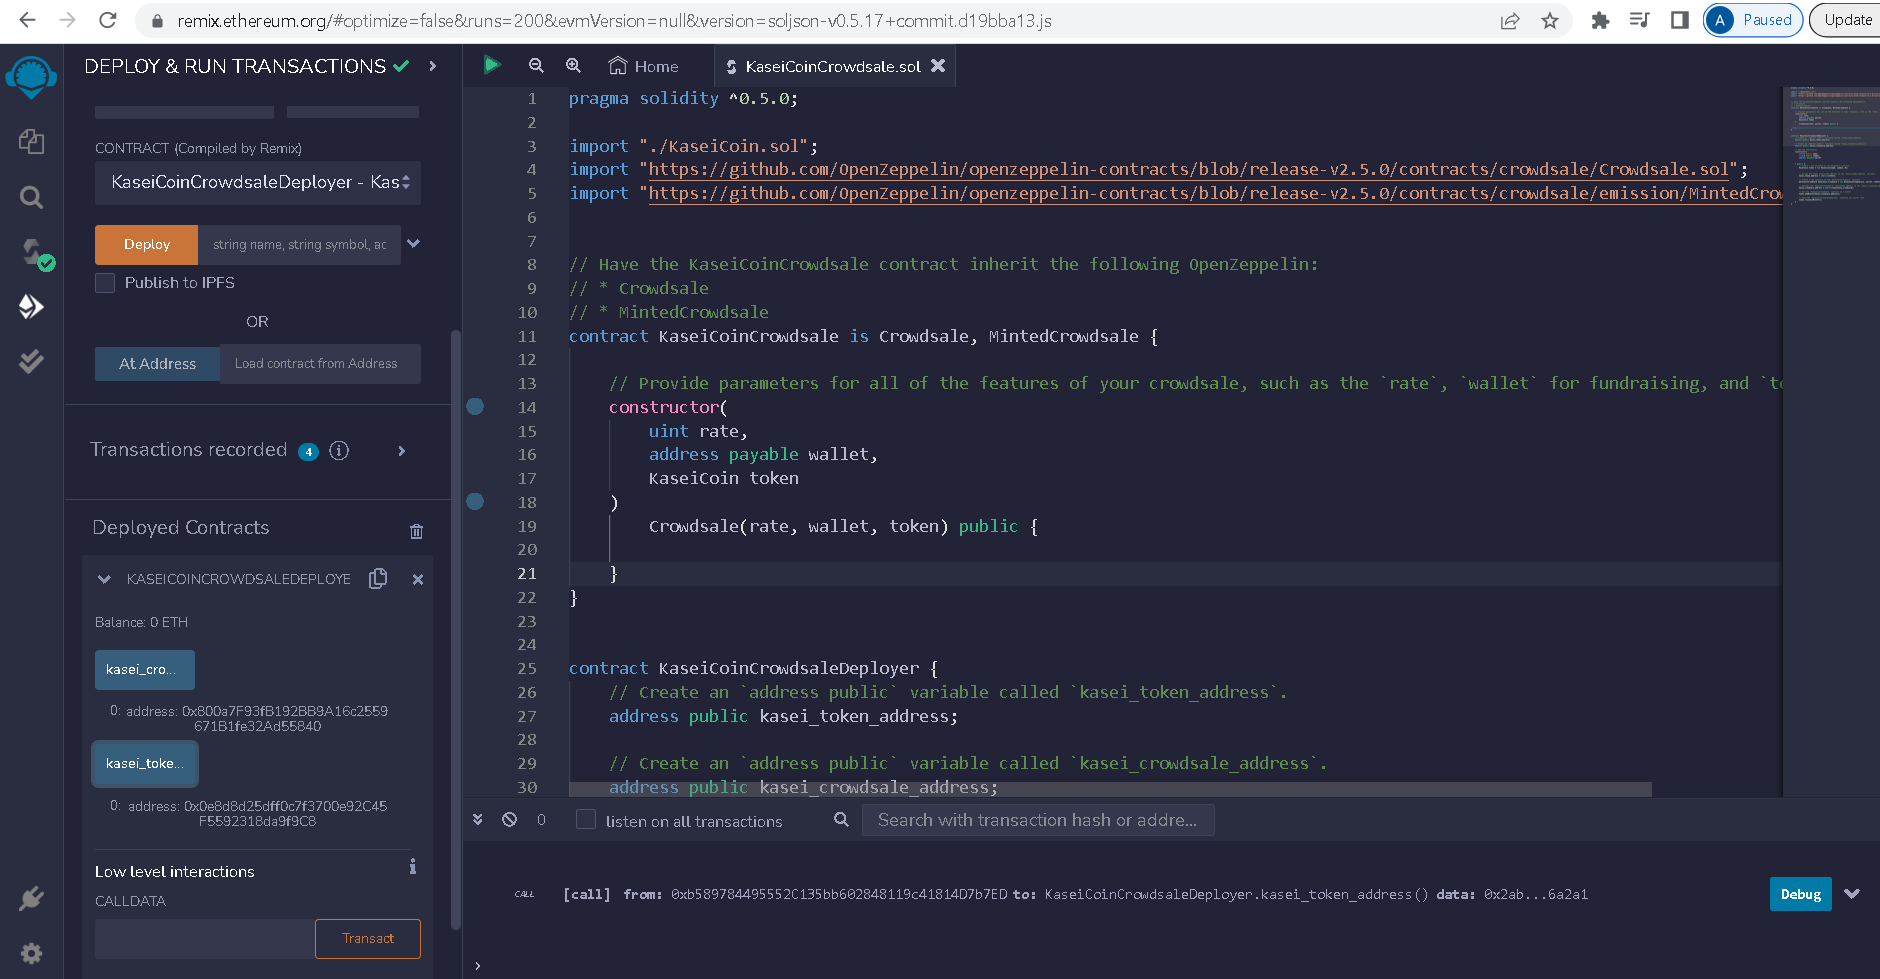 remix.ethereum.org/#optimize=false&runs=200&evmVersion=null&version=soljson-v0.5.17+commit.d19bba13.js
A Paused
Update
DEPLOY & RUN TRANSACTIONS
CONTRACT (Compiled by Remix)
KaseiCoinCrowdsaleDeployer - Kas
Deploy
string name, string symbol, ac
Publish to IPFS
OR
At Address
Load contract from Address
Transactions recorded 4 i
Deployed Contracts
KASEICOINCROWDSALEDEPLOYE
Balance: 0 ETH
kasei_cro...
0: address: 0x800a7F93fB192BB9A16c2559
671B1fe32Ad55840
kasei_toke...
0: address: 0x0e8d8d25dff0c7f3700e92C45
F5592318da9f9C8
Low level interactions
i
CALLDATA
Transact
Home
KaseiCoinCrowdsale.sol
1 pragma solidity ^0.5.0;
2
3 import "./KaseiCoin.sol";
4 import "https://github.com/OpenZeppelin/openzeppelin-contracts/blob/release-v2.5.0/contracts/crowdsale/Crowdsale.sol";
5 import "https://github.com/OpenZeppelin/openzeppelin-contracts/blob/release-v2.5.0/contracts/crowdsale/emission/MintedCrow
6
7
8 // Have the KaseiCoinCrowdsale contract inherit the following OpenZeppelin:
9 // * Crowdsale
10 // * MintedCrowdsale
11 contract KaseiCoinCrowdsale is Crowdsale, MintedCrowdsale {
12
13 // Provide parameters for all of the features of your crowdsale, such as the `rate`, `wallet` for fundraising, and `to
14 constructor(
15 uint rate,
16 address payable wallet,
17 KaseiCoin token
18 )
19 Crowdsale(rate, wallet, token) public {
20
21 }
22 }
23
24
25 contract KaseiCoinCrowdsaleDeployer {
26 // Create an `address public` variable called `kasei_token_address`.
27 address public kasei_token_address;
28
29 // Create an `address public` variable called `kasei_crowdsale_address`.
30 address public kasei_crowdsale_address;
0
listen on all transactions
Search with transaction hash or addre...
CALL [call] from: 0xb589784495552C135bb602848119c41814D7b7ED to: KaseiCoinCrowdsaleDeployer.kasei_token_address() data: 0x2ab...6a2a1
Debug
>